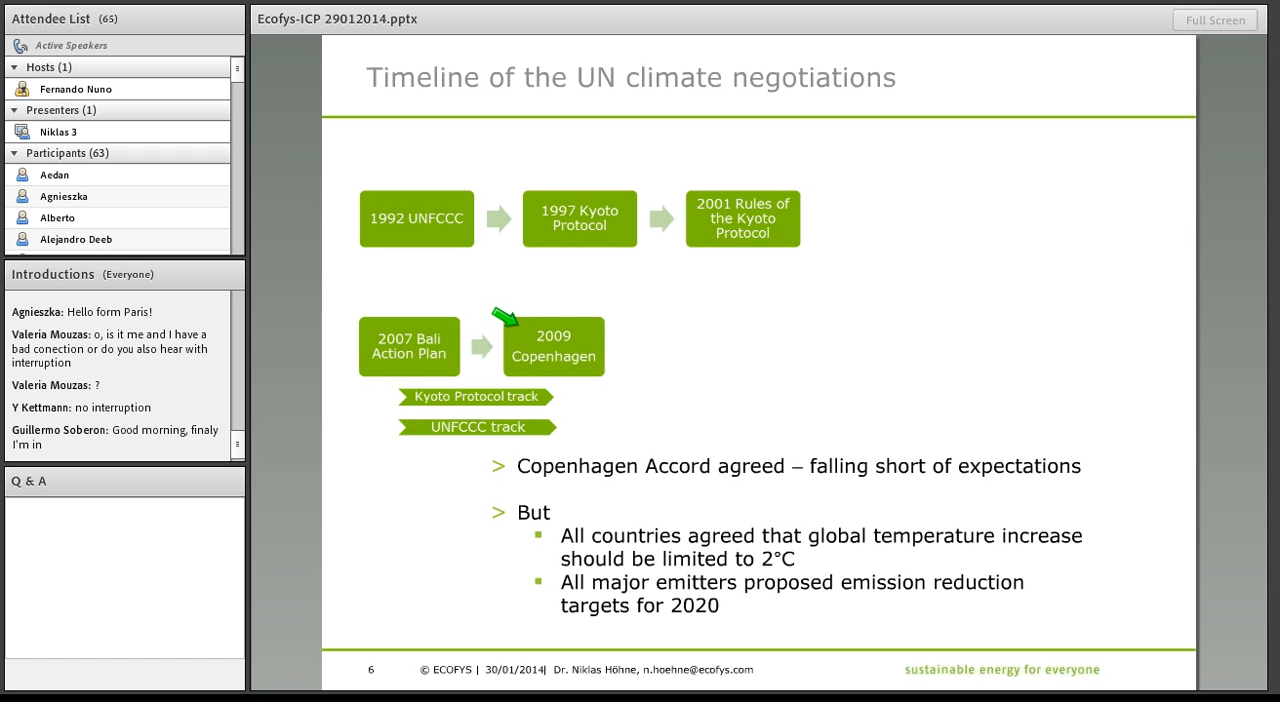 Attendee List (65)
Active Speakers
Hosts (1)
Fernando Nuno
Presenters (1)
Niklas 3
Participants (63)
Aedan
Agnieszka
Alberto
Alejandro Deeb
Introductions (Everyone)
Agnieszka: Hello form Paris!
Valeria Mouzas: o, is it me and I have a
bad conection or do you also hear with
interruption
Valeria Mouzas: ?
Y Kettmann: no interruption
Guillermo Soberon: Good morning, finaly
I'm in
Q & A
Ecofys-ICP 29012014.pptx
Full Screen
Timeline of the UN climate negotiations
1992 UNFCCC
1997 Kyoto
Protocol
2001 Rules of
the Kyoto
Protocol
2007 Bali
Action Plan
2009
Copenhagen
Kyoto Protocol track
UNFCCC track
> Copenhagen Accord agreed – falling short of expectations
> But
▪ All countries agreed that global temperature increase
should be limited to 2°C
▪ All major emitters proposed emission reduction
targets for 2020
6
© ECOFYS | 30/01/2014| Dr. Niklas Höhne, n.hoehne@ecofys.com
sustainable energy for everyone